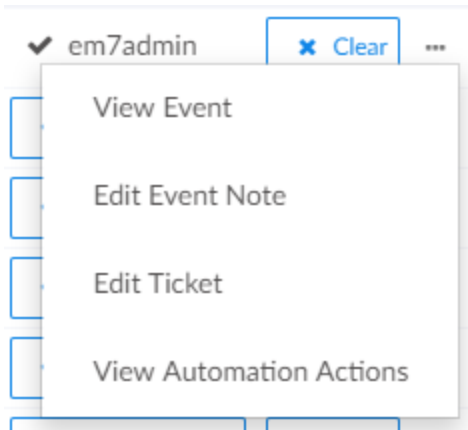 em7admin Clear
View Event
Edit Event Note
Edit Ticket
View Automation Actions